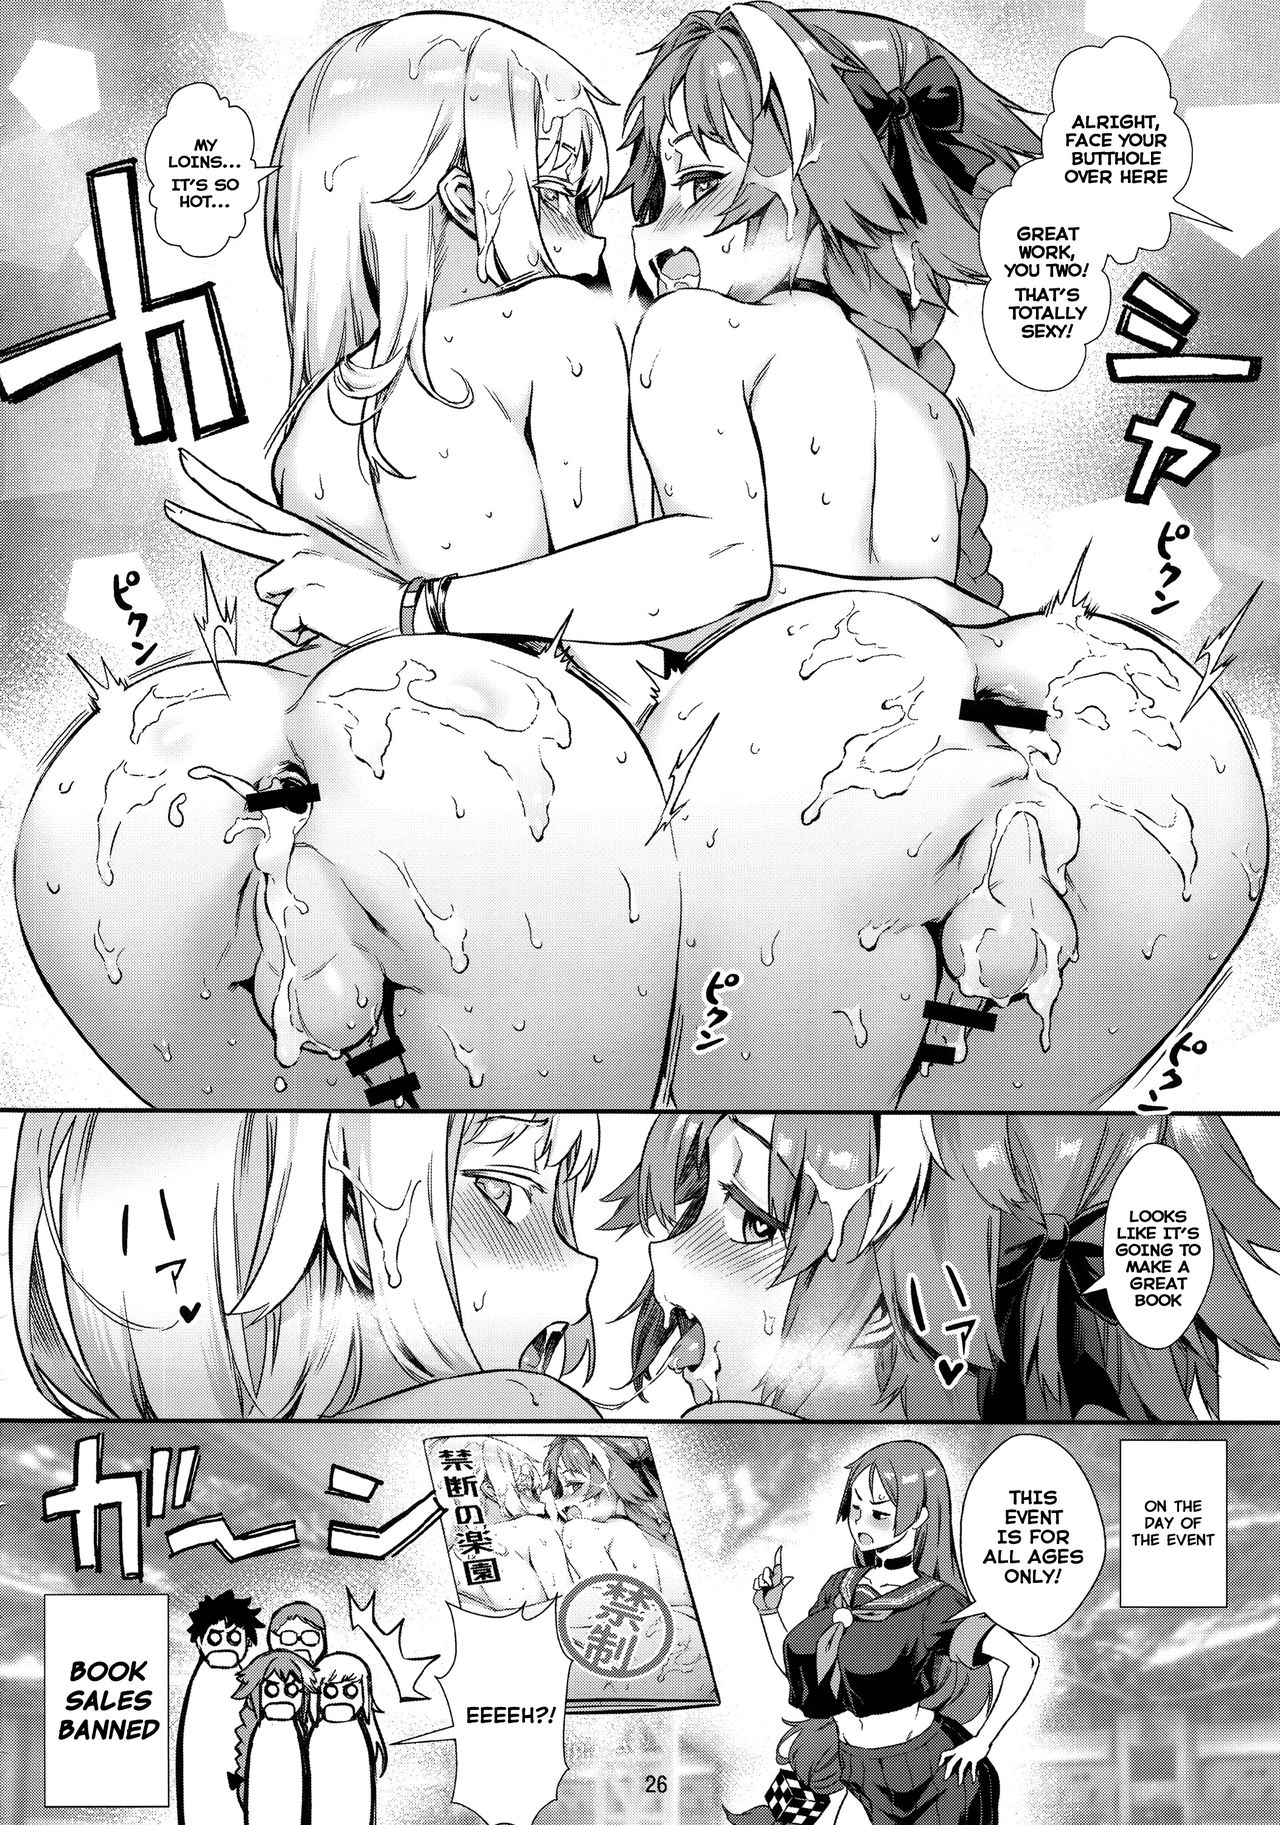 ALRIGHT,
FACE YOUR
BUTTHOLE
OVER HERE
GREAT
WORK,
YOU TWO!
THAT'S
TOTALLY
SEXY!
MY
LOINS...
IT'S SO
HOT...
カシャ
ピクン
ピクン
ピクン
ピクン
LOOKS
LIKE IT'S
GOING TO
MAKE A
GREAT
BOOK
ハァ♥
ハァ♥
ON THE
DAY OF
THE EVENT
THIS
EVENT
IS FOR
ALL AGES
ONLY!
禁断の楽園
禁制
ガーン
EEEEEH?!
BOOK
SALES
BANNED
26